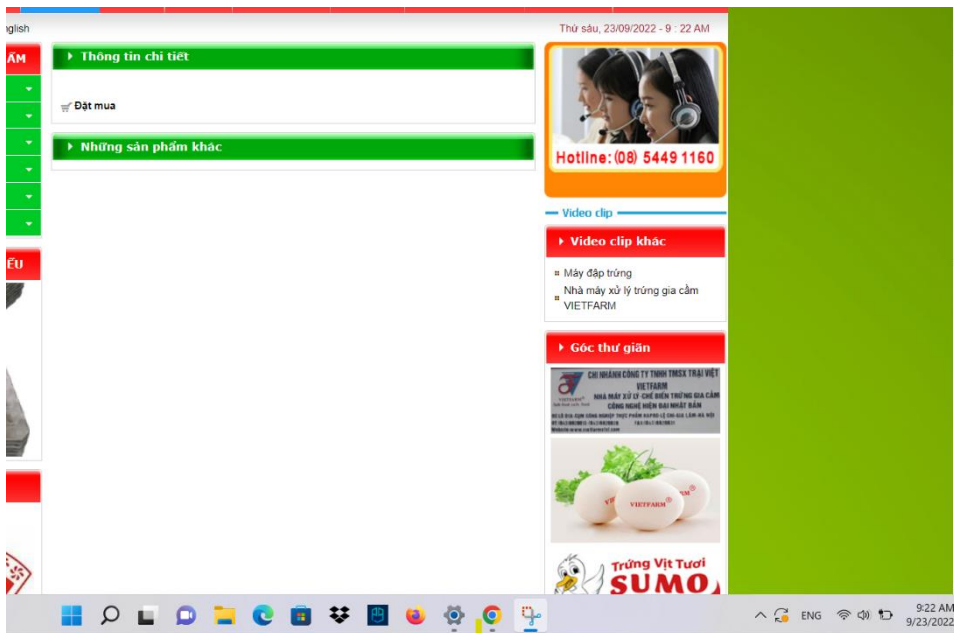 nglish
Thứ sáu, 23/09/2022 - 9 : 22 AM
ẨM
Thông tin chi tiết
Đặt mua
Những sản phẩm khác
Hotline: (08) 5449 1160
Video clip
Video clip khác
Máy đập trứng
Nhà máy xử lý trứng gia cầm
VIETFARM
ẾU
Góc thư giãn
CHI NHÁNH CÔNG TY TNHH TMSX TRẠI VIỆT
VIETFARM
NHÀ MÁY XỬ LÝ-CHẾ BIẾN TRỨNG GIA CẦM
CÔNG NGHỆ HIỆN ĐẠI NHẬT BẢN
VIETFARM®
Trứng Vịt Tươi
SUMO
ENG
9:22 AM
9/23/2022